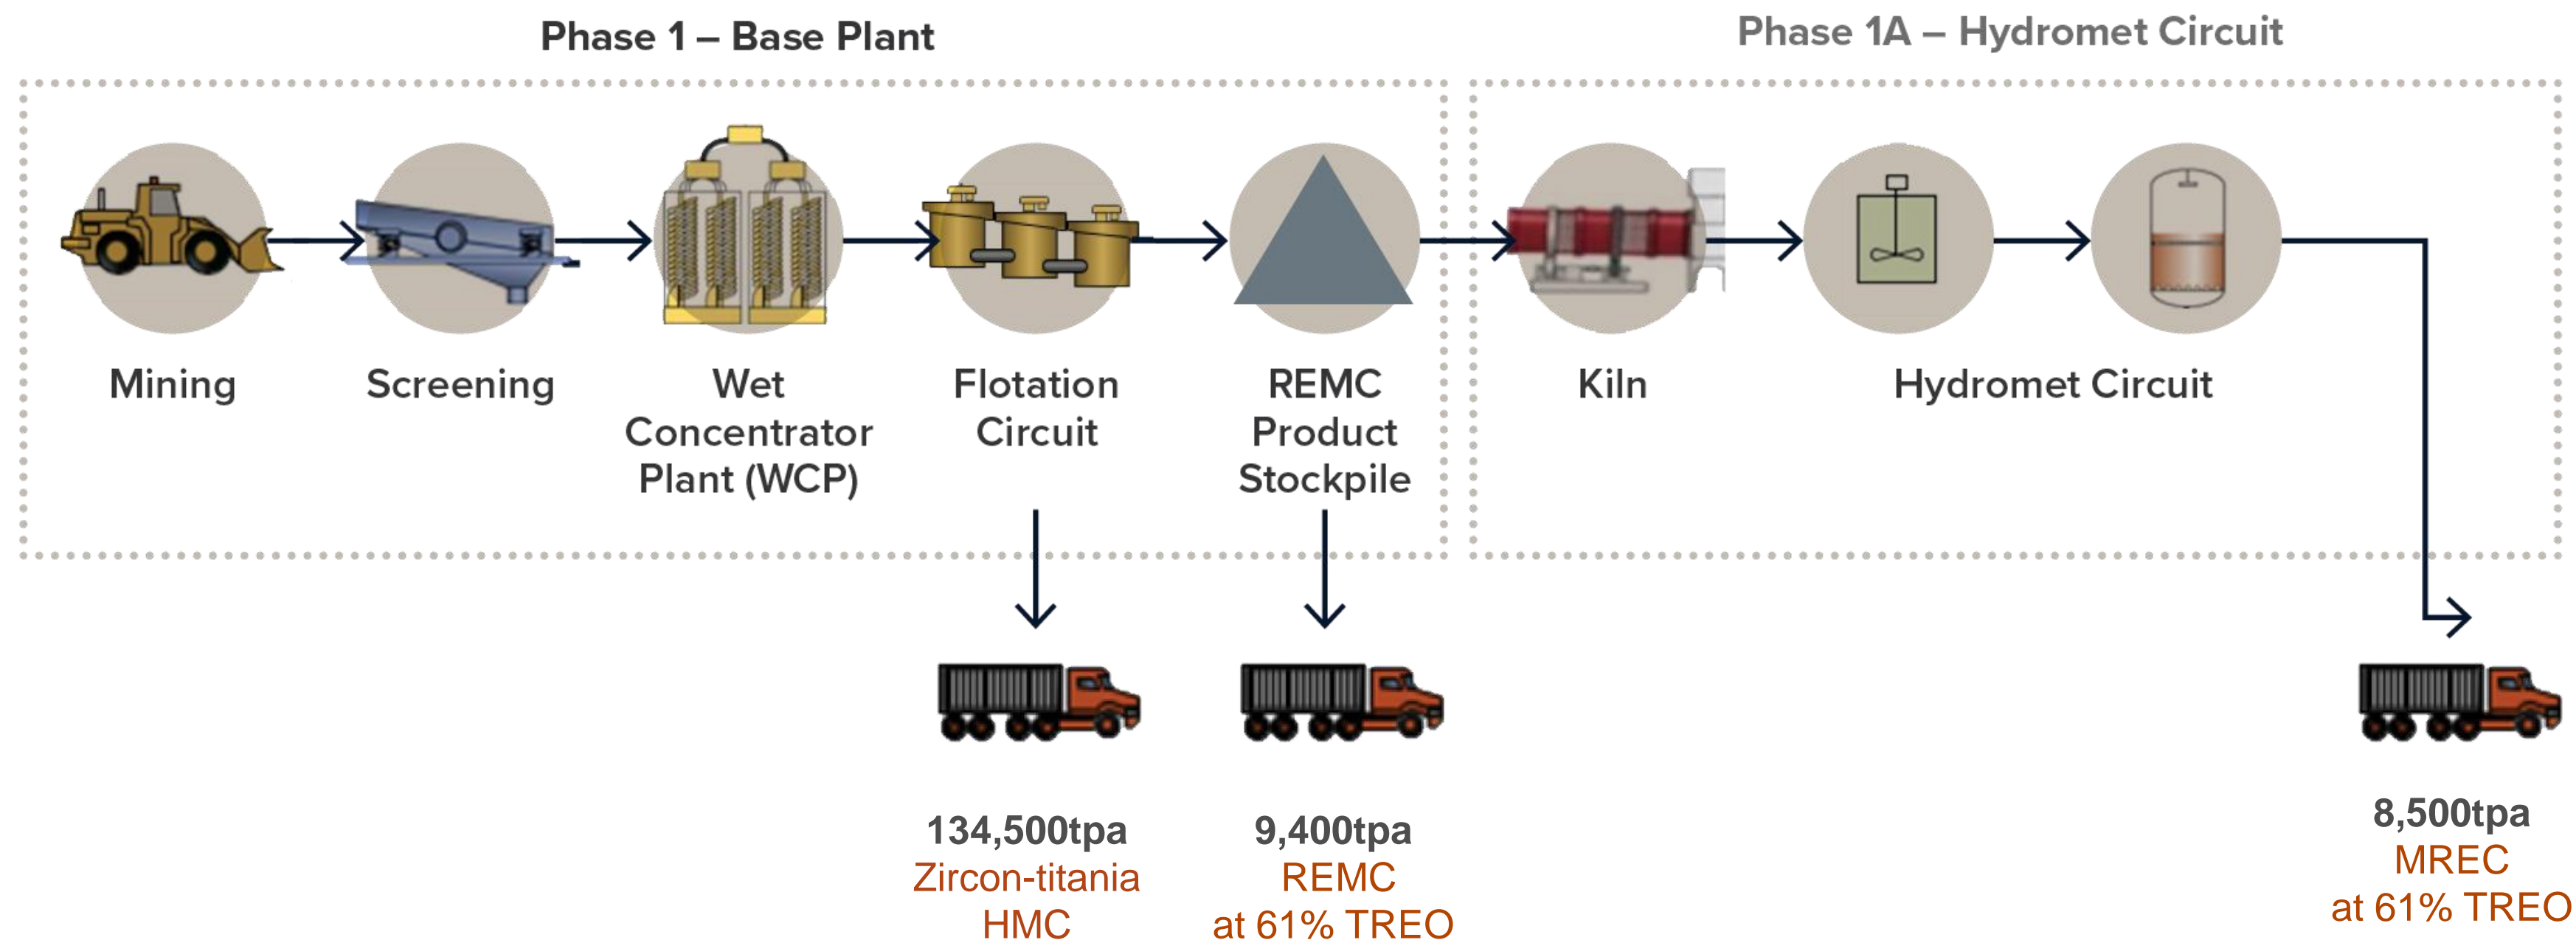 Phase 1 – Base Plant
Phase 1A – Hydromet Circuit
Mining
Screening
Wet
Concentrator
Plant (WCP)
Flotation
Circuit
REMC
Product
Stockpile
Kiln
Hydromet Circuit
134,500tpa
Zircon-titania
HMC
9,400tpa
REMC
at 61% TREO
8,500tpa
MREC
at 61% TREO